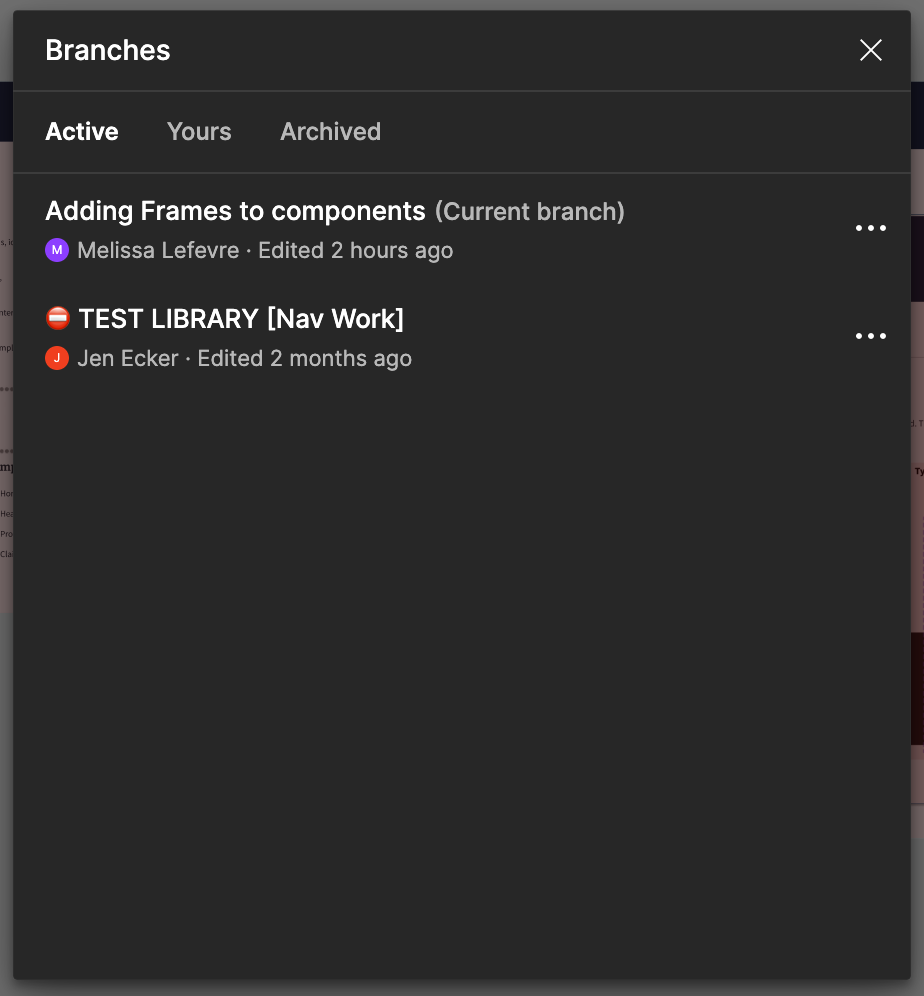 Branches
Active Yours Archived
Adding Frames to components (Current branch)
M Melissa Lefevre · Edited 2 hours ago
⛔ TEST LIBRARY [Nav Work]
J Jen Ecker · Edited 2 months ago